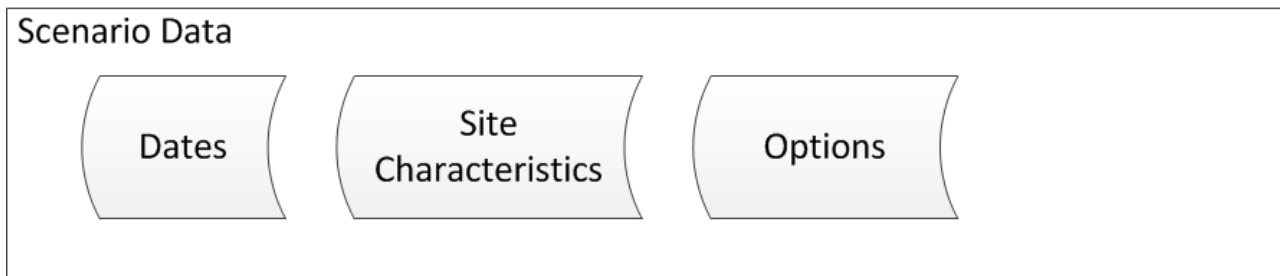 Scenario Data
Dates
Site
Characteristics
Options